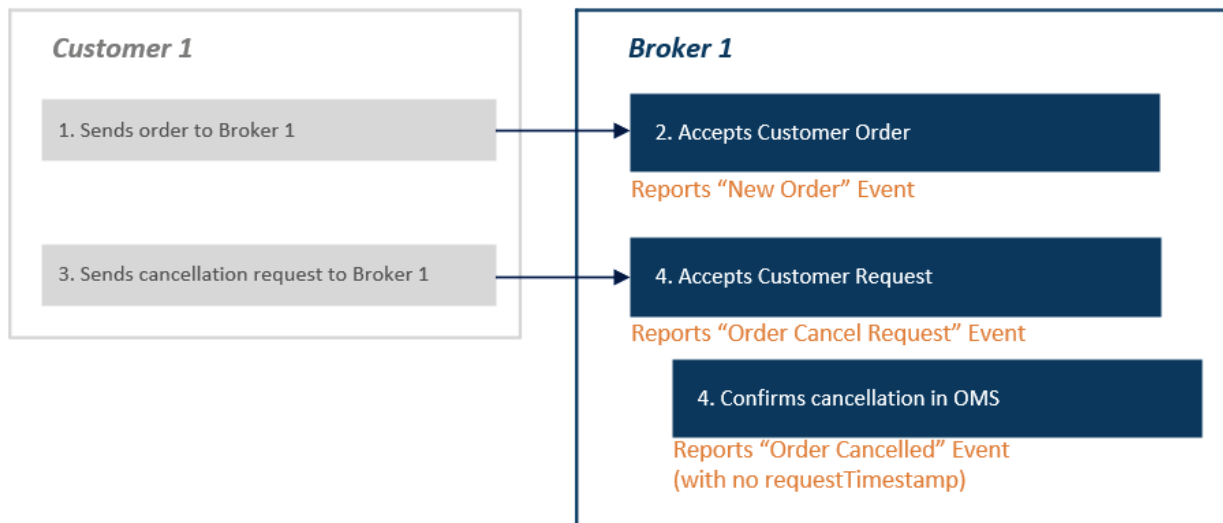 Customer 1
Broker 1
1. Sends order to Broker 1
2. Accepts Customer Order
Reports “New Order” Event
3. Sends cancellation request to Broker 1
4. Accepts Customer Request
Reports “Order Cancel Request” Event
4. Confirms cancellation in OMS
Reports “Order Cancelled” Event
(with no requestTimestamp)